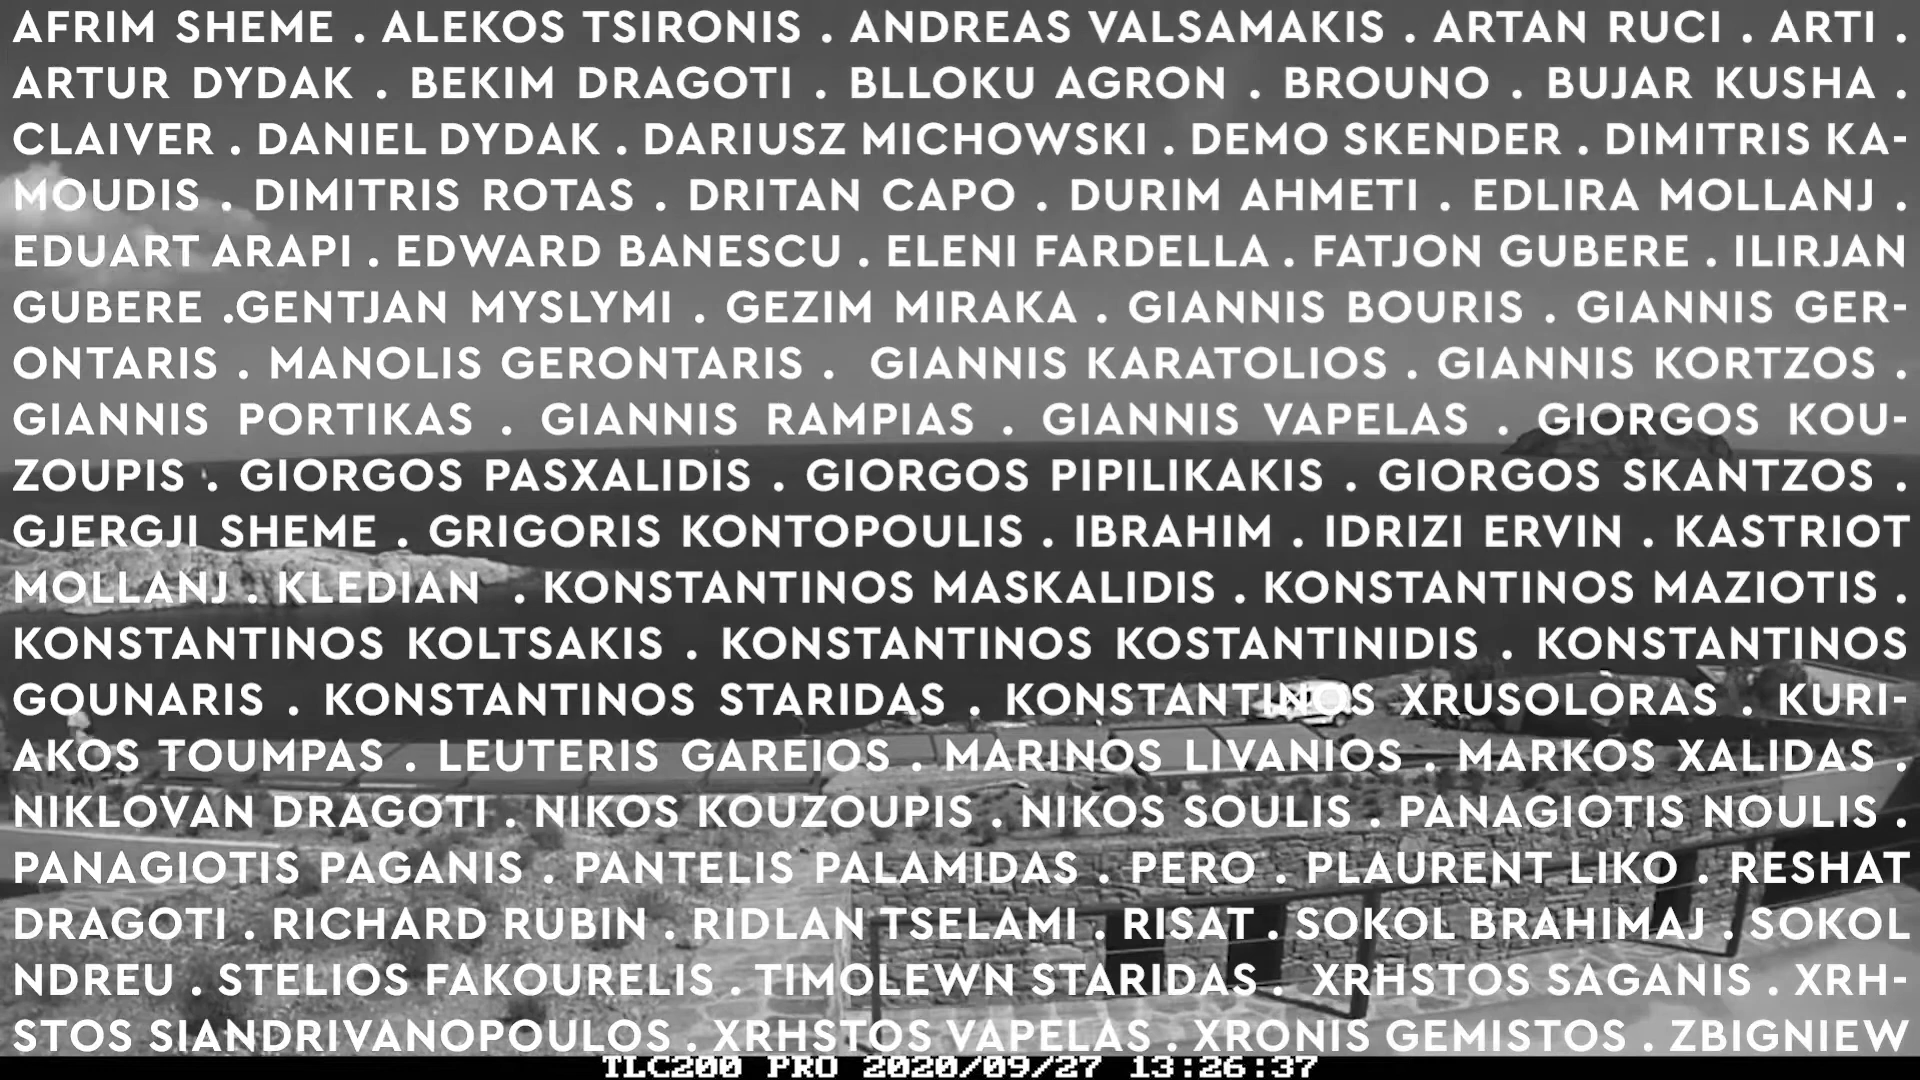 AFRIM SHEME . ALEKOS TSIRONIS . ANDREAS VALSAMAKIS . ARTAN RUCI . ARTI .
ARTUR DYDAK . BEKIM DRAGOTI . BLLOKU AGRON . BROUNO . BUJAR KUSHA .
CLAIVER . DANIEL DYDAK . DARIUSZ MICHOWSKI . DEMO SKENDER . DIMITRIS KA-
MOUDIS . DIMITRIS ROTAS . DRITAN CAPO . DURIM AHMETI . EDLIRA MOLLANJ .
EDUART ARAPI . EDWARD BANESCU . ELENI FARDELLA . FATJON GUBERE . ILIRJAN
GUBERE .GENTJAN MYSLYMI . GEZIM MIRAKA . GIANNIS BOURIS . GIANNIS GER-
ONTARIS . MANOLIS GERONTARIS . GIANNIS KARATOLIOS . GIANNIS KORTZOS .
GIANNIS PORTIKAS . GIANNIS RAMPIAS . GIANNIS VAPELAS . GIORGOS KOU-
ZOUPIS . GIORGOS PASXALIDIS . GIORGOS PIPILIKAKIS . GIORGOS SKANTZOS .
GJERGJI SHEME . GRIGORIS KONTOPOULIS . IBRAHIM . IDRIZI ERVIN . KASTRIOT
MOLLANJ . KLEDIAN . KONSTANTINOS MASKALIDIS . KONSTANTINOS MAZIOTIS .
KONSTANTINOS KOLTSAKIS . KONSTANTINOS KOSTANTINIDIS . KONSTANTINOS
GOUNARIS . KONSTANTINOS STARIDAS . KONSTANTINOS XRUSOLORAS . KURI-
AKOS TOUMPAS . LEUTERIS GAREIOS . MARINOS LIVANIOS . MARKOS XALIDAS .
NIKLOVAN DRAGOTI . NIKOS KOUZOUPIS . NIKOS SOULIS . PANAGIOTIS NOULIS .
PANAGIOTIS PAGANIS . PANTELIS PALAMIDAS . PERO . PLAURENT LIKO . RESHAT
DRAGOTI . RICHARD RUBIN . RIDLAN TSELAMI . RISAT . SOKOL BRAHIMAJ . SOKOL
NDREU . STELIOS FAKOURELIS . TIMOLEWN STARIDAS . XRHSTOS SAGANIS . XRH-
STOS SIANDRIVANOPOULOS . XRHSTOS VAPELAS . XRONIS GEMISTOS . ZBIGNIEW
TLC200 PRO 2020/09/27 13:26:37